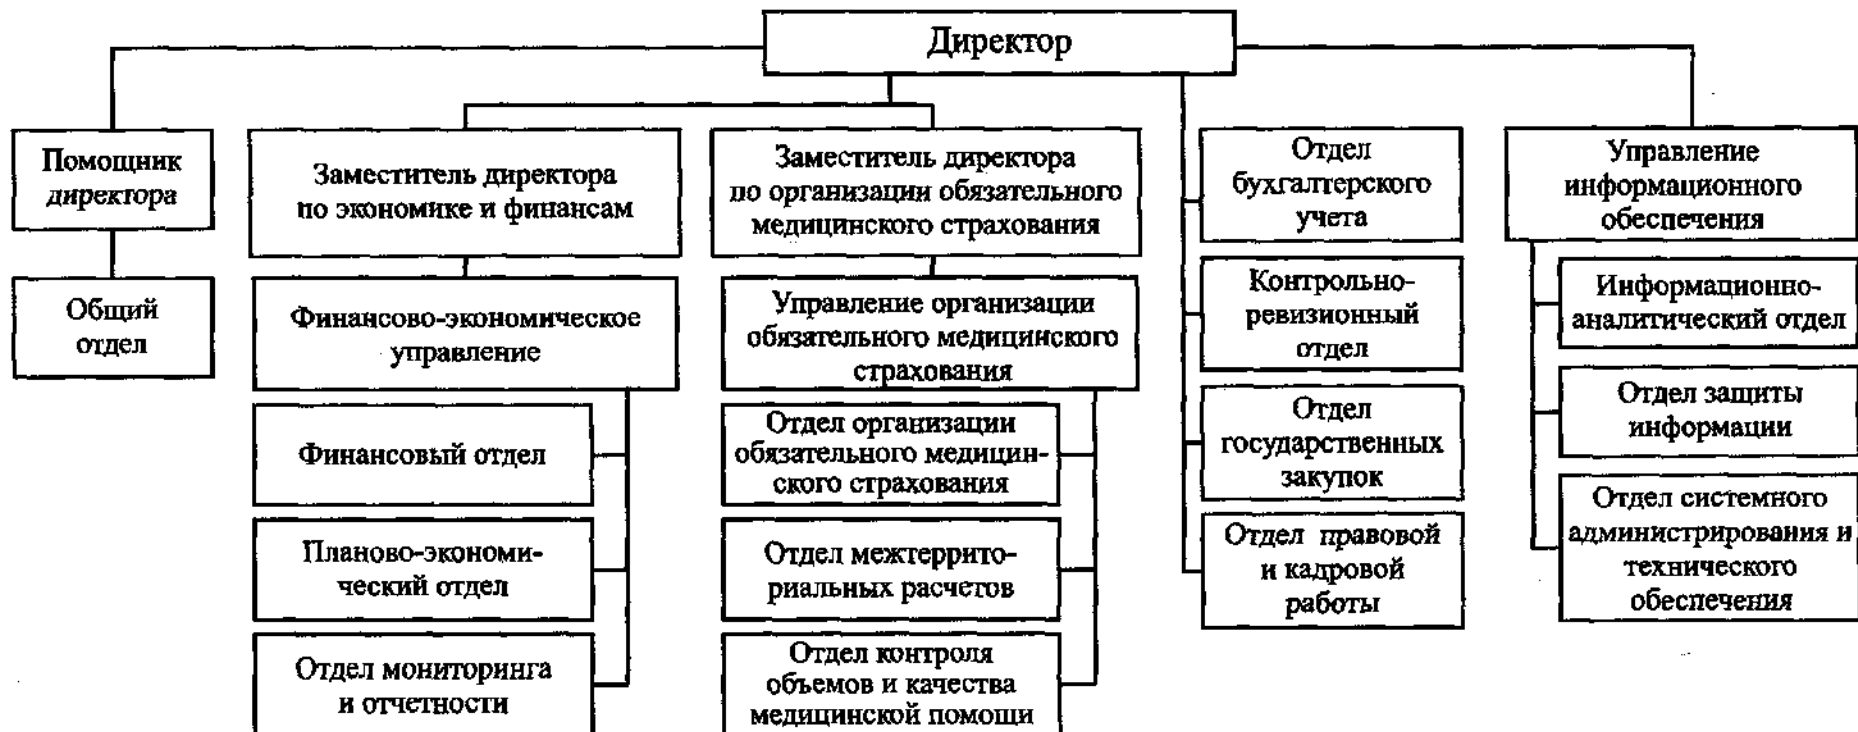 Директор
Помощник
директора
Общий
отдел
Заместитель директора
по экономике и финансам
Финансово-экономическое
управление
Финансовый отдел
Планово-экономи-
ческий отдел
Отдел мониторинга
и отчетности
Заместитель директора
по организации обязательного
медицинского страхования
Управление организации
обязательного медицинского
страхования
Отдел организации
обязательного медицин-
ского страхования
Отдел межтеррито-
риальных расчетов
Отдел контроля
объемов и качества
медицинской помощи
Отдел
бухгалтерского
учета
Контрольно-
ревизионный
отдел
Отдел
государственных
закупок
Отдел правовой
и кадровой
работы
Управление
информационного
обеспечения
Информационно-
аналитический отдел
Отдел защиты
информации
Отдел системного
администрирования и
технического
обеспечения